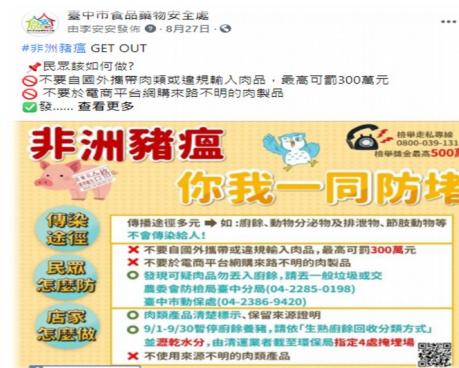 臺中市食品藥物安全處
由李安安發佈 · 8月27日 ·
#非洲豬瘟 GET OUT
📌民眾該如何做?
🚫不要自國外攜帶肉類或違規輸入肉品，最高可罰300萬元
🚫 不要於電商平台網購來路不明的肉製品
✅發...... 查看更多
檢舉走私專線
0800-039-131
檢舉獎金最高500萬
非洲豬瘟
你我一同防堵
傳染
途徑
傳播途徑多元 ➡ 如:廚餘、動物分泌物及排泄物、節肢動物等
不會傳染給人!
民眾
怎麼防
✕ 不要自國外攜帶或違規輸入肉品,最高可罰300萬元
✕ 不要於電商平台網購來路不明的肉製品
○ 發現可疑肉品勿丟入廚餘,請丟一般垃圾或交
農委會防檢局臺中分局(04-2285-0198)
臺中市動保處(04-2386-9420)
店家
怎麼做
○ 肉類產品清楚標示、保留來源證明
○ 9/1-9/30暫停廚餘養豬,請依「生熟廚餘回收分類方式」
並瀝乾水分,由清運業者載至環保局指定4處掩埋場
✕ 不使用來源不明的肉類產品